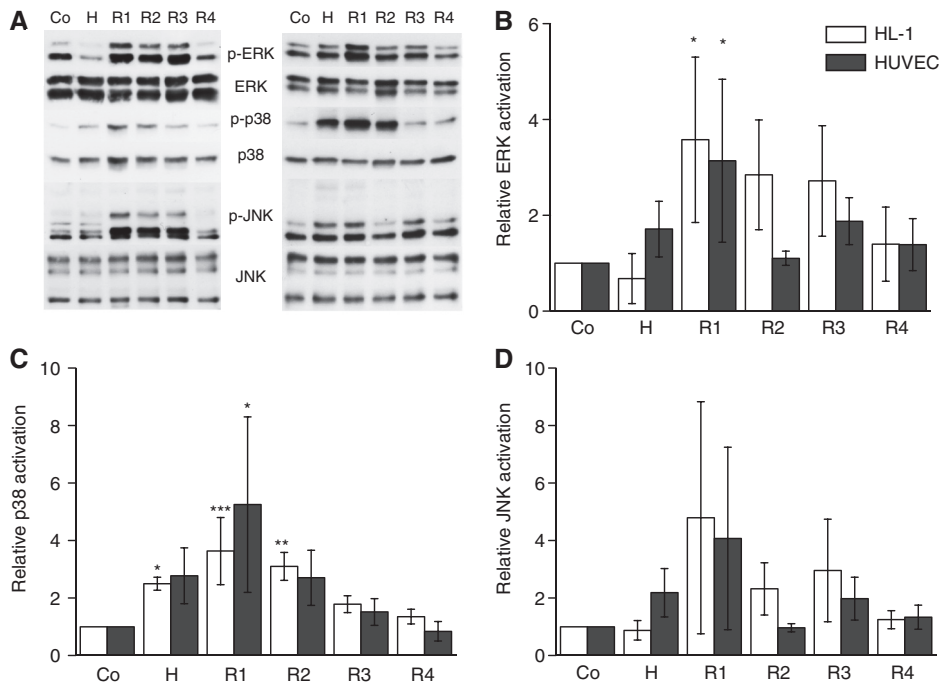 A
Co H R1 R2 R3 R4
Co H R1 R2 R3 R4
p-ERK
ERK
p-p38
p38
p-JNK
JNK
B
Relative ERK activation
6
4
2
0
* *
HL-1
HUVEC
Co H R1 R2 R3 R4
C
Relative p38 activation
10
8
6
4
2
0
* *** * **
Co H R1 R2 R3 R4
D
Relative JNK activation
10
8
6
4
2
0
Co H R1 R2 R3 R4